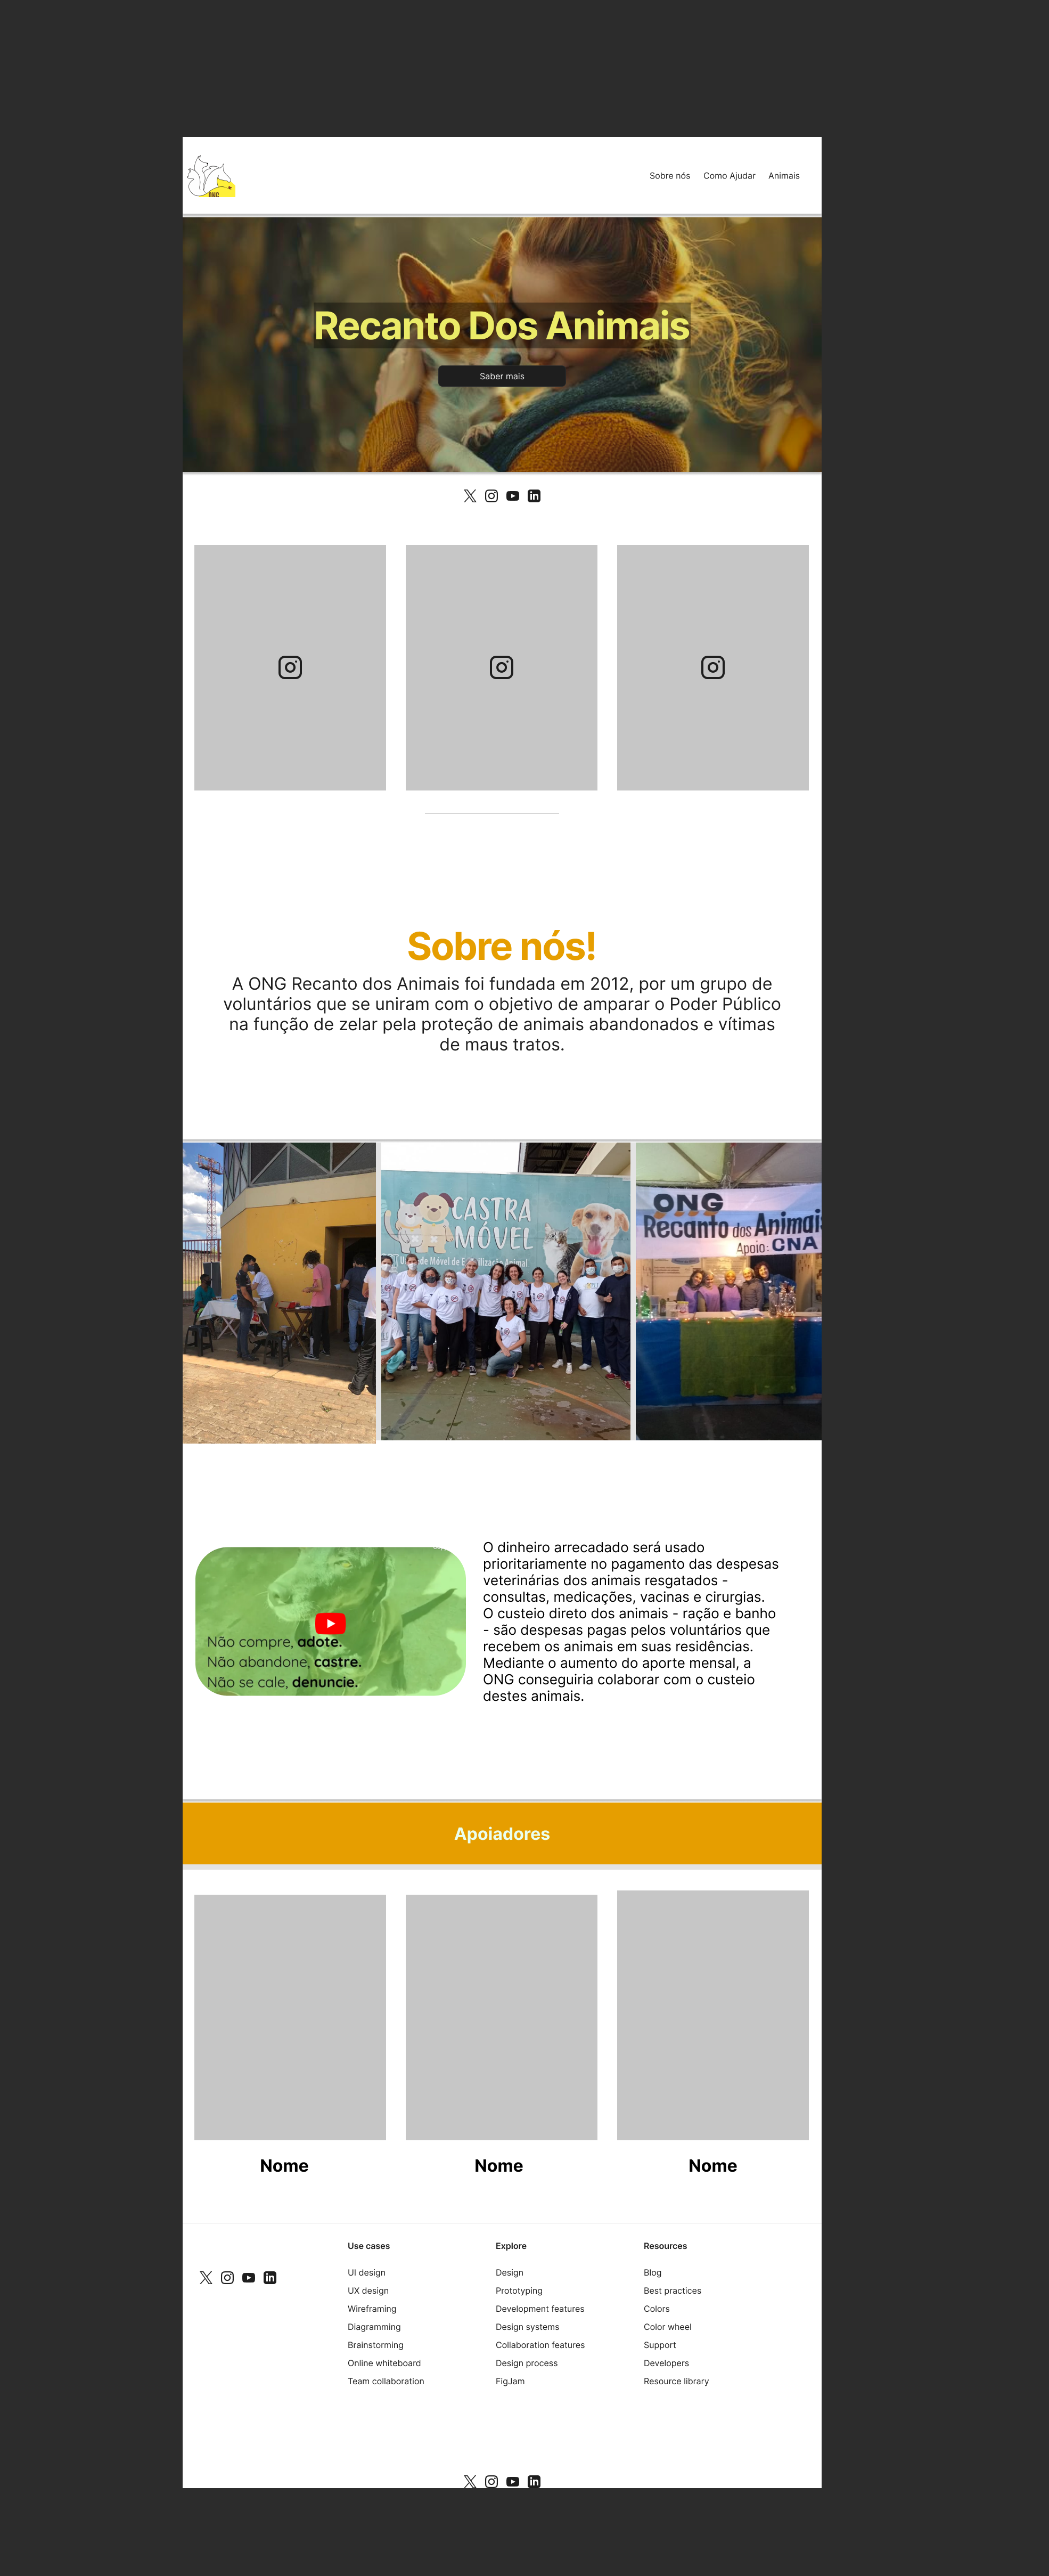 ONG
Sobre nós
Como Ajudar
Animais
Recanto Dos Animais
Saber mais
Sobre nós!
A ONG Recanto dos Animais foi fundada em 2012, por um grupo de
voluntários que se uniram com o objetivo de amparar o Poder Público
na função de zelar pela proteção de animais abandonados e vítimas
de maus tratos.
CASTRA
MÓVEL
Móvel de
Animal
ONG
Recanto dos Animais
Apoio: CNA
O dinheiro arrecadado será usado
prioritariamente no pagamento das despesas
veterinárias dos animais resgatados -
consultas, medicações, vacinas e cirurgias.
O custeio direto dos animais - ração e banho
- são despesas pagas pelos voluntários que
recebem os animais em suas residências.
Mediante o aumento do aporte mensal, a
ONG conseguiria colaborar com o custeio
destes animais.
Não compre, adote.
Não abandone, castre.
Não se cale, denuncie.
Apoiadores
Nome
Nome
Nome
Use cases
UI design
UX design
Wireframing
Diagramming
Brainstorming
Online whiteboard
Team collaboration
Explore
Design
Prototyping
Development features
Design systems
Collaboration features
Design process
FigJam
Resources
Blog
Best practices
Colors
Color wheel
Support
Developers
Resource library